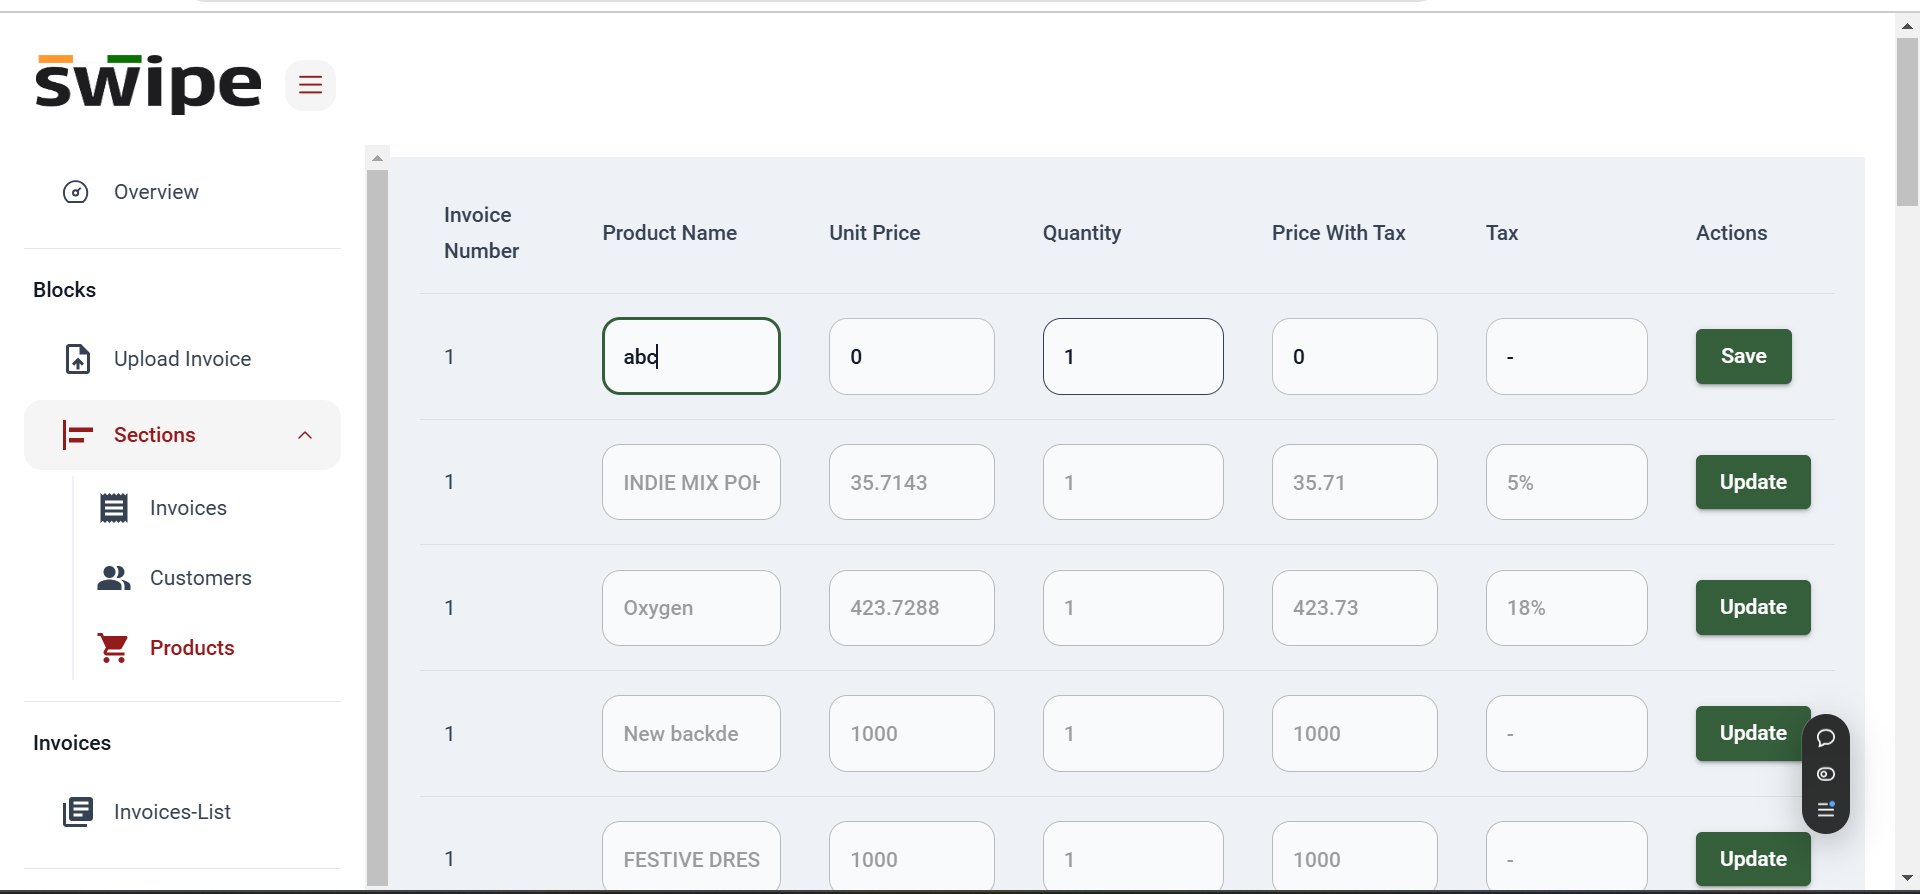 swipe
Overview
Blocks
Upload Invoice
Sections
Invoices
Customers
Products
Invoices
Invoices-List
Invoice
Number
Product Name
Unit Price
Quantity
Price With Tax
Tax
Actions
1
abc
0
1
0
-
Save
1
INDIE MIX
35.7143
1
35.71
5%
Update
1
Oxygen
423.7288
1
423.73
18%
Update
1
New backde
1000
1
1000
-
Update
1
FESTIVE DRES
1000
1
1000
-
Update